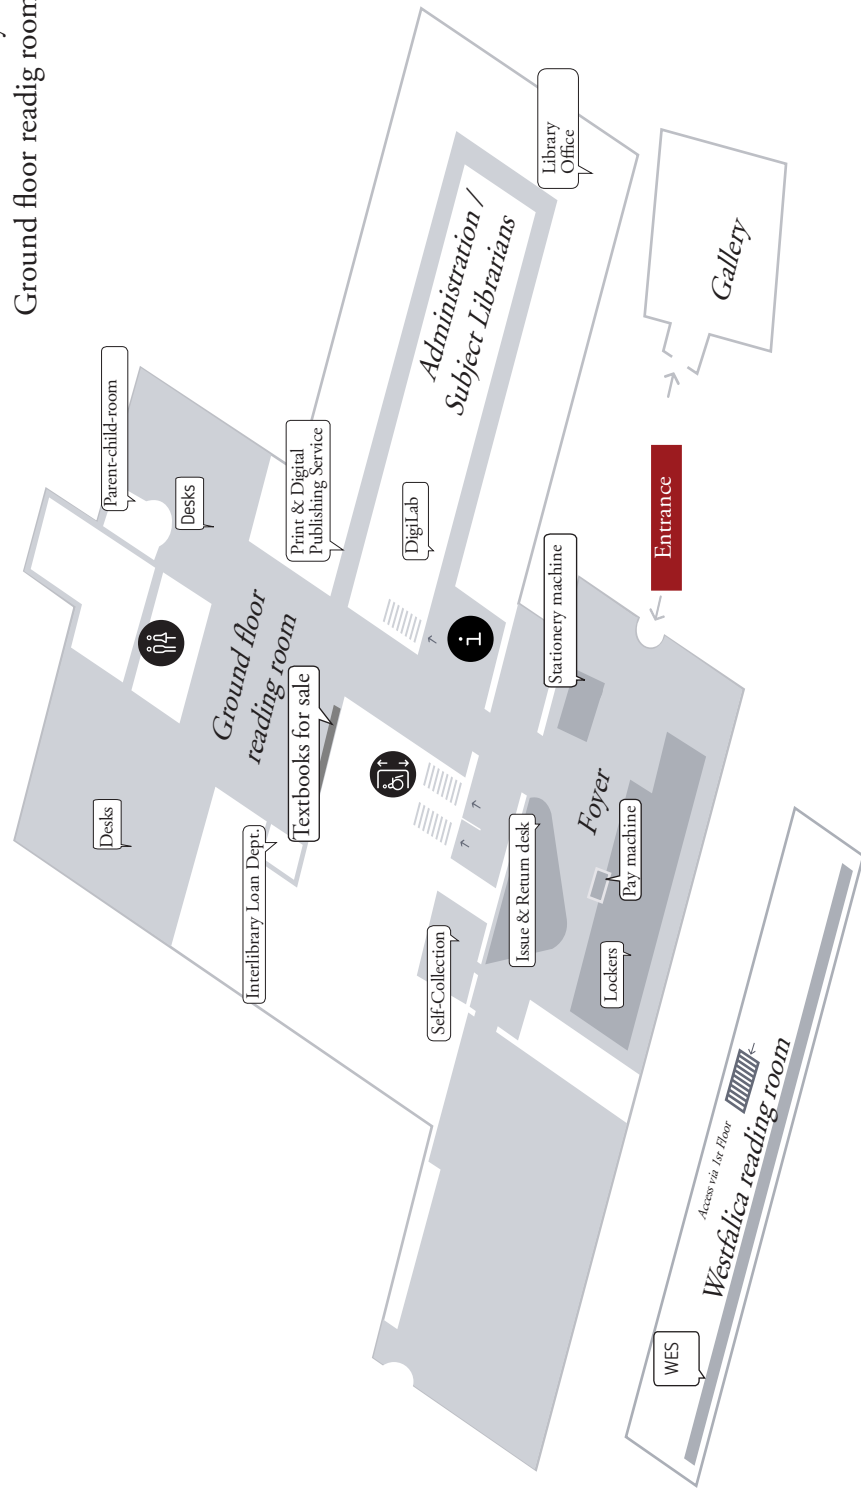 Ground floor readig room
Parent-child-room
Desks
Desks
Ground floor
reading room
Textbooks for sale
Interlibrary Loan Dept.
Print & Digital
Publishing Service
Administration /
Subject Librarians
DigiLab
Library
Office
i
Self-Collection
Issue & Return desk
Stationery machine
Foyer
Pay machine
Lockers
Entrance
Gallery
Access via 1st Floor
Westfalica reading room
WES